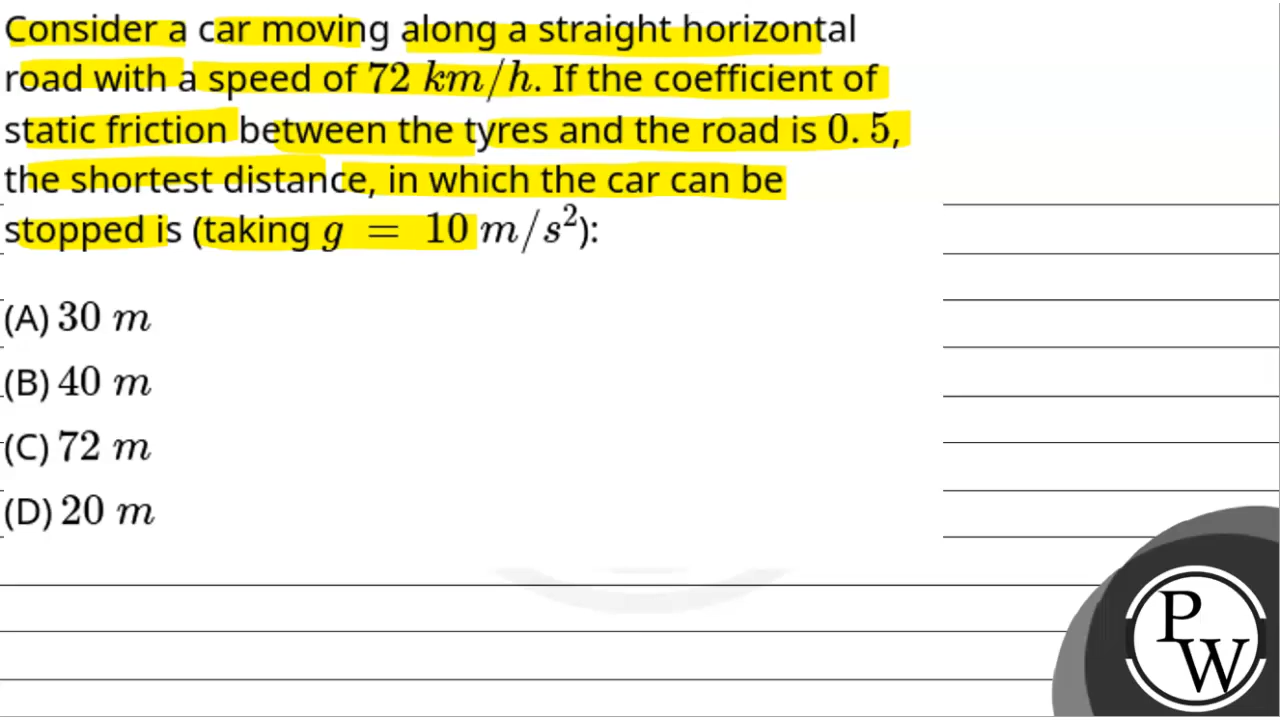 Consider a car moving along a straight horizontal
road with a speed of 72 km/h. If the coefficient of
static friction between the tyres and the road is 0.5,
the shortest distance, in which the car can be
stopped is (taking g = 10 m/s²):
(A) 30 m
(B) 40 m
(C) 72 m
(D) 20 m
P
W